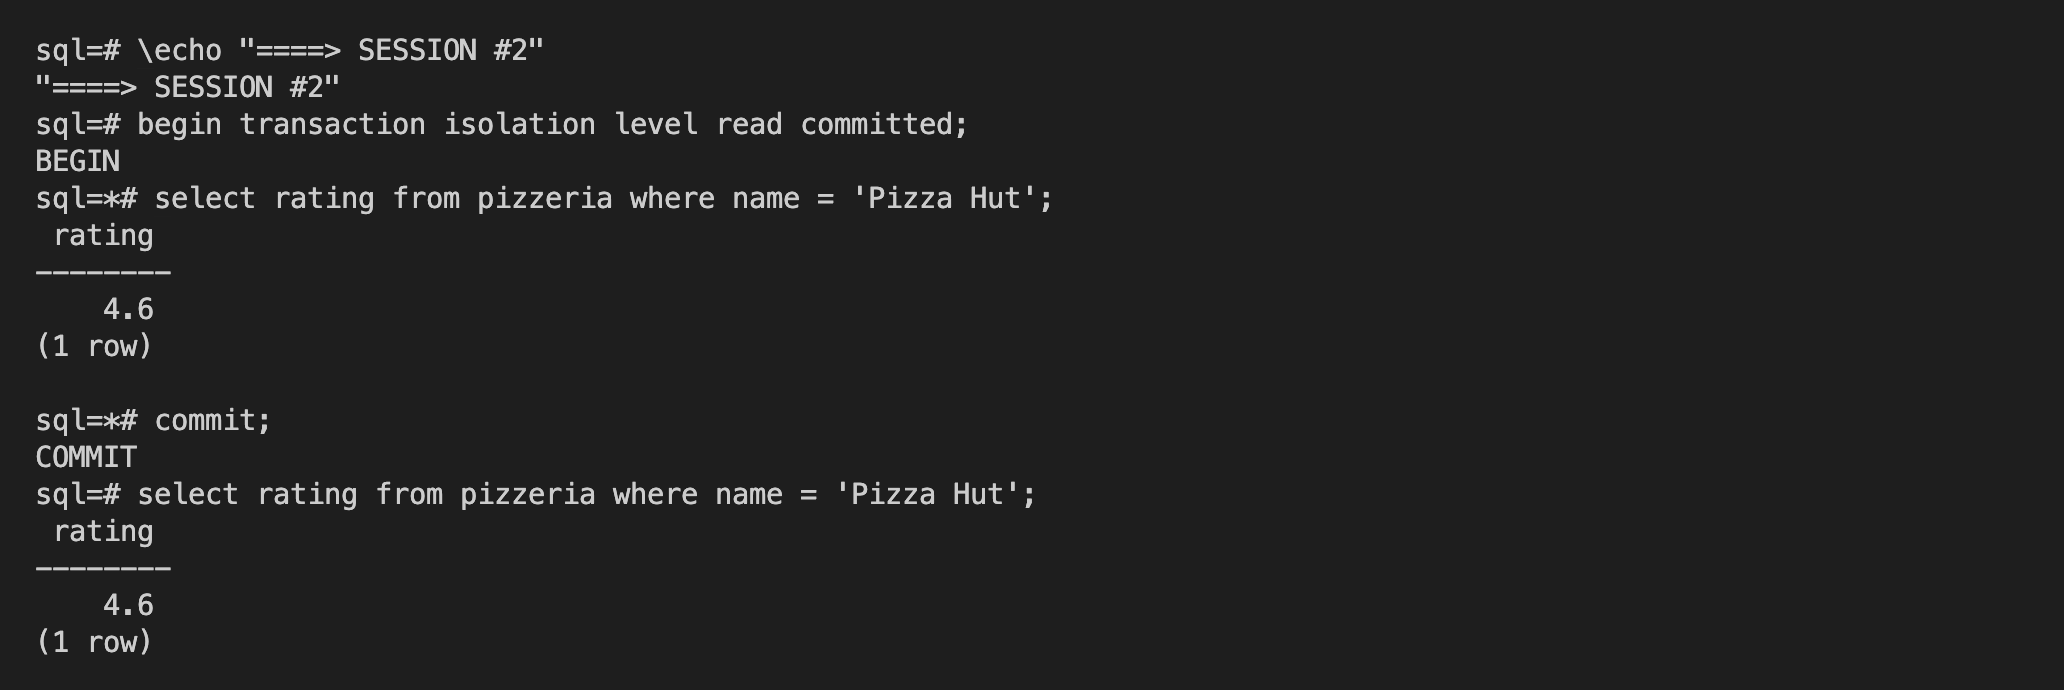 sql=# \echo "====> SESSION #2"
"====> SESSION #2"
sql=# begin transaction isolation level read committed;
BEGIN
sql=*# select rating from pizzeria where name = 'Pizza Hut';
 rating
--------
    4.6
(1 row)

sql=*# commit;
COMMIT
sql=# select rating from pizzeria where name = 'Pizza Hut';
 rating
--------
    4.6
(1 row)